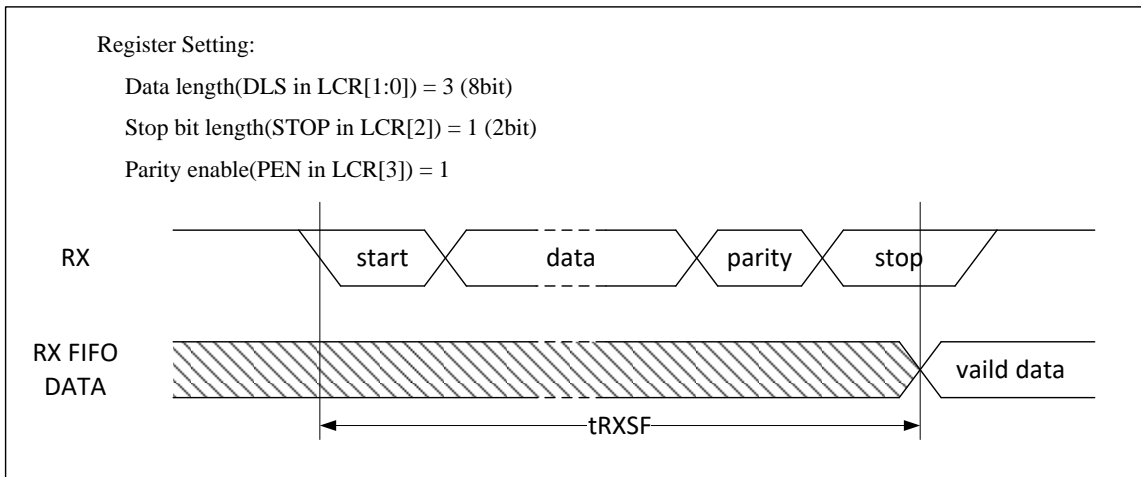 Register Setting:
Data length(DLS in LCR[1:0]) = 3 (8bit)
Stop bit length(STOP in LCR[2]) = 1 (2bit)
Parity enable(PEN in LCR[3]) = 1
RX
start
data
parity
stop
RX FIFO
DATA
vaild data
tRXSF